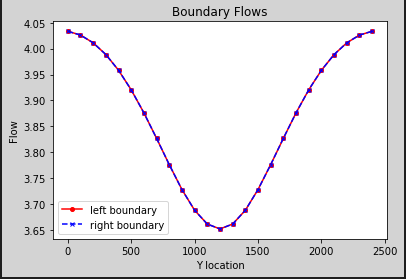 Boundary Flows
4.05
4.00
3.95
3.90
3.85
3.80
3.75
3.70
3.65
Flow
left boundary
right boundary
0 500 1000 1500 2000 2500
Y location